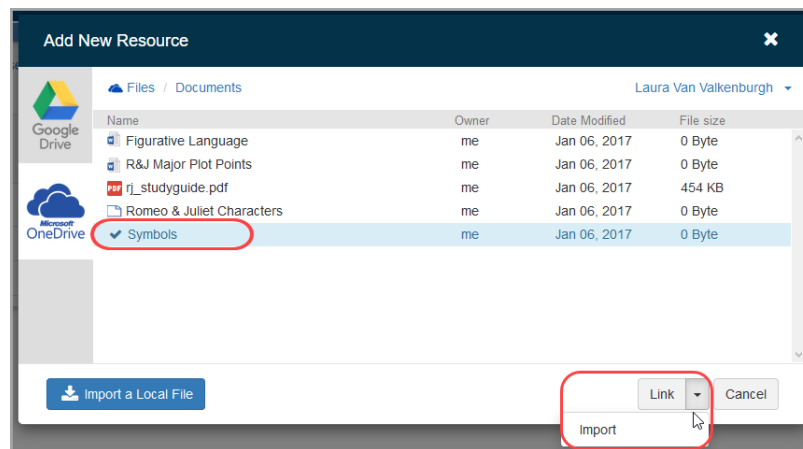 Add New Resource
Google
Drive
Microsoft
OneDrive
Files / Documents
Laura Van Valkenburgh
Name Owner Date Modified File size
Figurative Language me Jan 06, 2017 0 Byte
R&J Major Plot Points me Jan 06, 2017 0 Byte
PDF rj_studyguide.pdf me Jan 06, 2017 454 KB
Romeo & Juliet Characters me Jan 06, 2017 0 Byte
Symbols me Jan 06, 2017 0 Byte
Import a Local File
Link
Cancel
Import